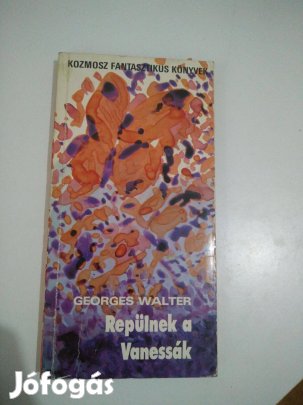 KOZMOSZ FANTASZTIKUS KÖNYVEK
GEORGES WALTER
Repülnek a
Vanessák
Jófogás